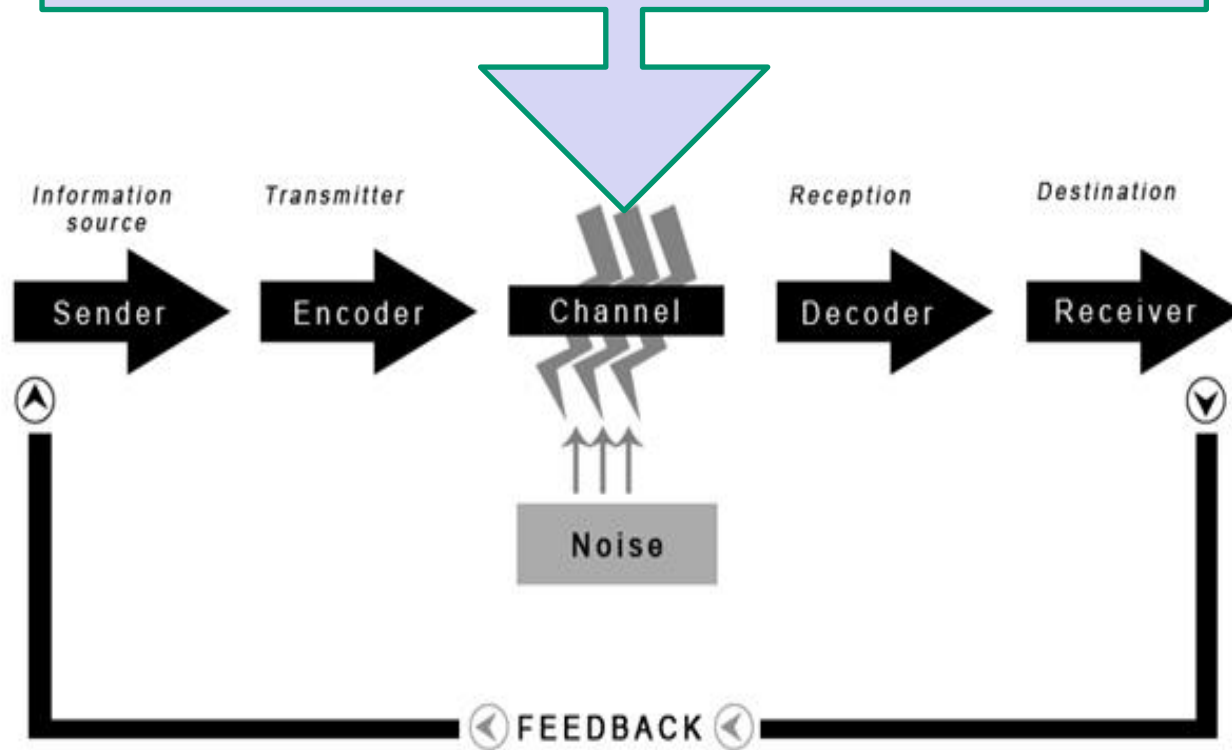 Information
source
Transmitter
Reception
Destination
Sender
Encoder
Channel
Decoder
Receiver
Noise
FEEDBACK